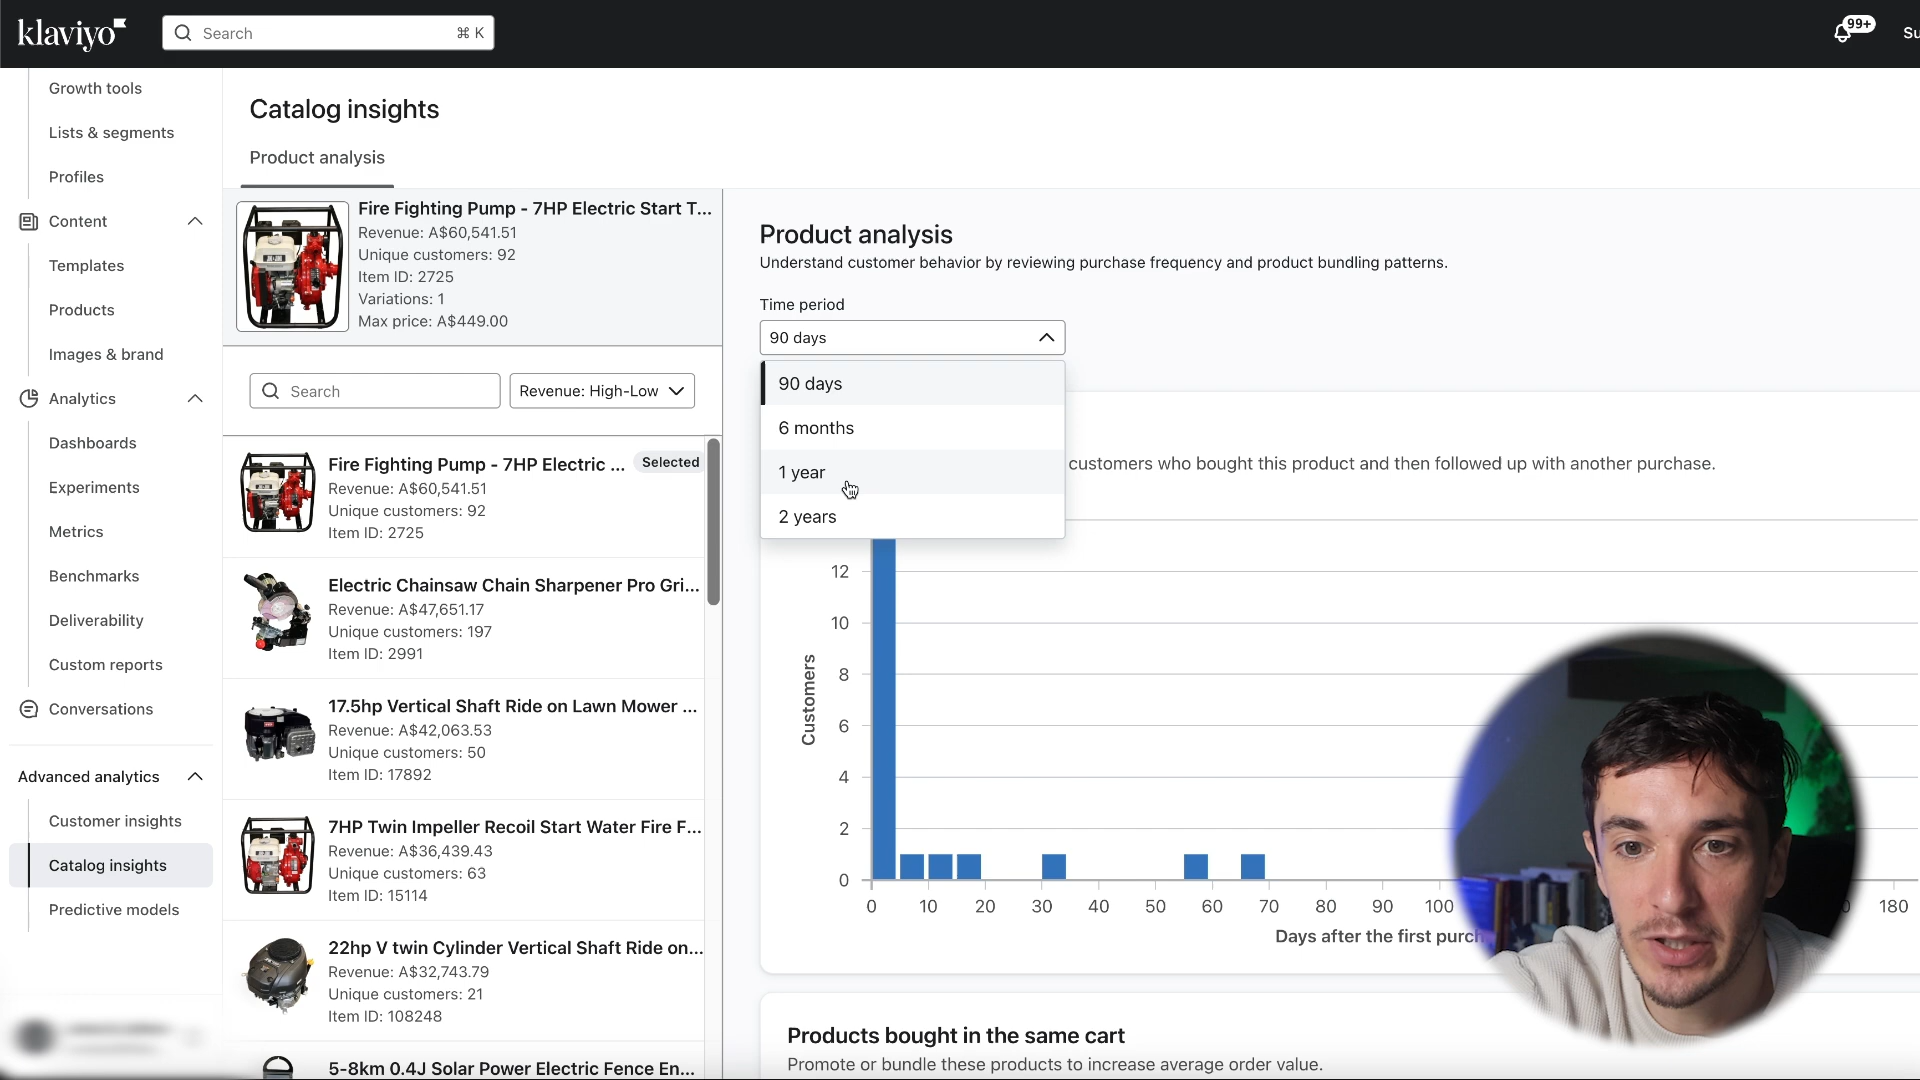 klaviyo
Search
⌘ K
99+
Su
Growth tools
Lists & segments
Profiles
Content
Templates
Products
Images & brand
Analytics
Dashboards
Experiments
Metrics
Benchmarks
Deliverability
Custom reports
Conversations
Advanced analytics
Customer insights
Catalog insights
Predictive models
Catalog insights
Product analysis
Fire Fighting Pump - 7HP Electric Start T...
Revenue: A$60,541.51
Unique customers: 92
Item ID: 2725
Variations: 1
Max price: A$449.00
Search
Revenue: High-Low
Fire Fighting Pump - 7HP Electric ...
Selected
Revenue: A$60,541.51
Unique customers: 92
Item ID: 2725
Electric Chainsaw Chain Sharpener Pro Gri...
Revenue: A$47,651.17
Unique customers: 197
Item ID: 2991
17.5hp Vertical Shaft Ride on Lawn Mower ...
Revenue: A$42,063.53
Unique customers: 50
Item ID: 17892
7HP Twin Impeller Recoil Start Water Fire F...
Revenue: A$36,439.43
Unique customers: 63
Item ID: 15114
22hp V twin Cylinder Vertical Shaft Ride on...
Revenue: A$32,743.79
Unique customers: 21
Item ID: 108248
5-8km 0.4J Solar Power Electric Fence En...
Product analysis
Understand customer behavior by reviewing purchase frequency and product bundling patterns.
Time period
90 days
90 days
6 months
1 year
2 years
customers who bought this product and then followed up with another purchase.
12
10
8
6
4
2
0
Customers
0 10 20 30 40 50 60 70 80 90 100 180
Days after the first purch
Products bought in the same cart
Promote or bundle these products to increase average order value.